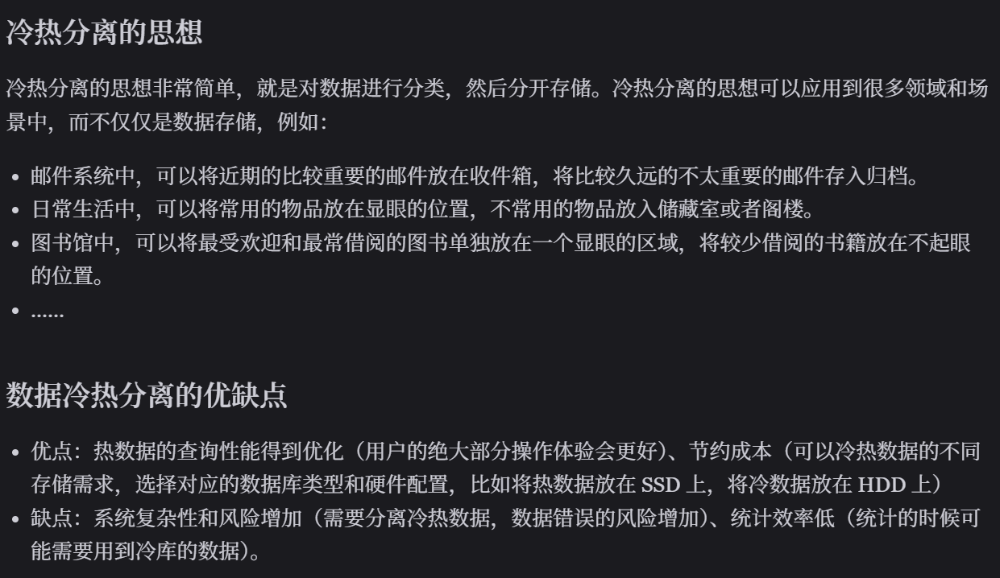 冷热分离的思想
冷热分离的思想非常简单，就是对数据进行分类，然后分开存储。冷热分离的思想可以应用到很多领域和场
景中，而不仅仅是数据存储，例如：
• 邮件系统中，可以将近期的比较重要的邮件放在收件箱，将比较久远的不太重要的邮件存入归档。
• 日常生活中，可以将常用的物品放在显眼的位置，不常用的物品放入储藏室或者阁楼。
• 图书馆中，可以将最受欢迎和最常借阅的图书单独放在一个显眼的区域，将较少借阅的书籍放在不起眼
的位置。
• ......
数据冷热分离的优缺点
• 优点：热数据的查询性能得到优化（用户的绝大部分操作体验会更好）、节约成本（可以冷热数据的不同
存储需求，选择对应的数据库类型和硬件配置，比如将热数据放在 SSD 上，将冷数据放在 HDD 上）
• 缺点：系统复杂性和风险增加（需要分离冷热数据，数据错误的风险增加）、统计效率低（统计的时候可
能需要用到冷库的数据）。